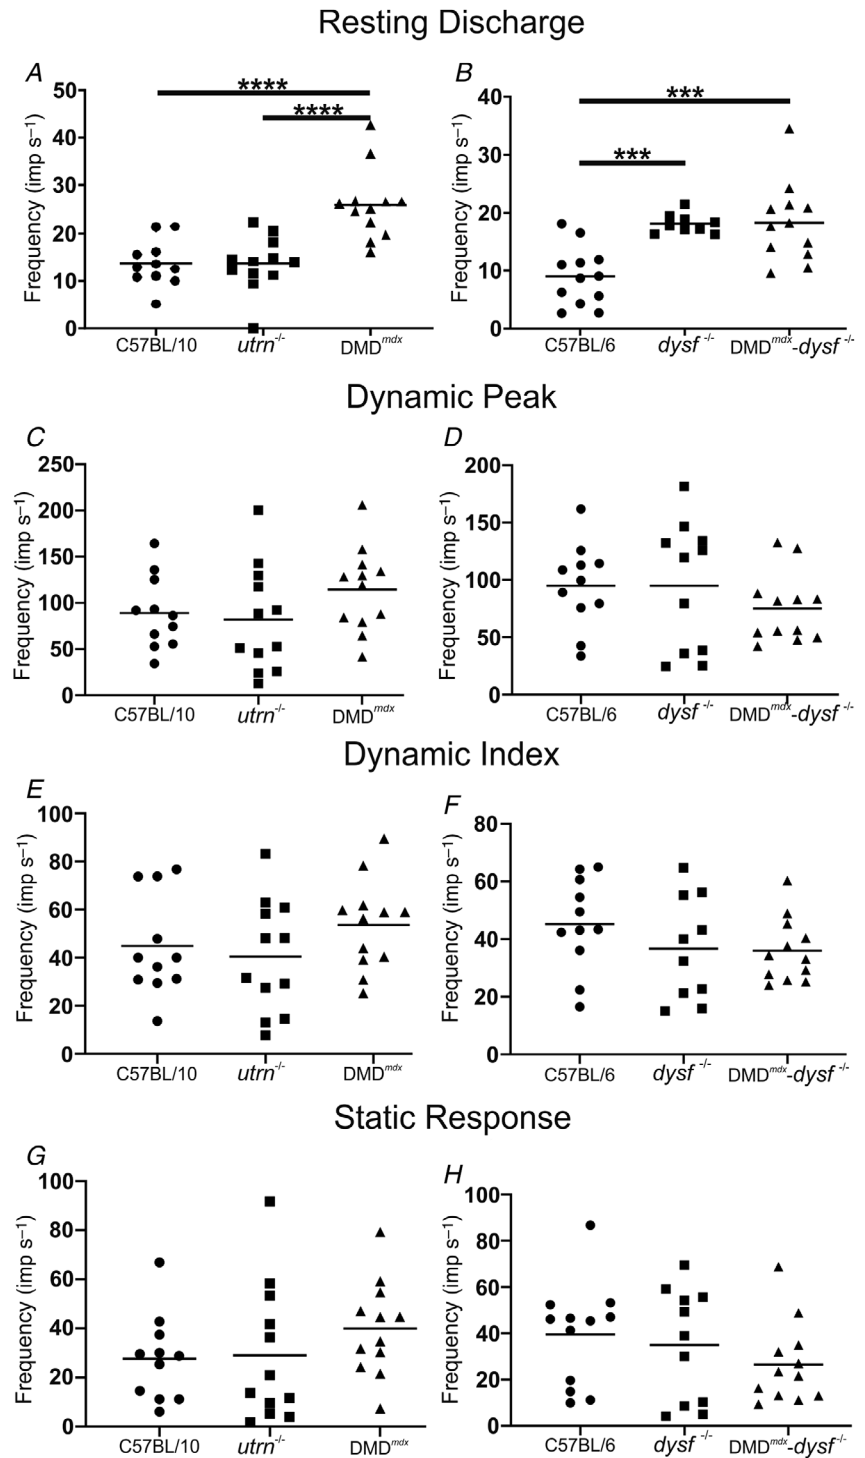 Resting Discharge
A
B
Frequency (imp s–1)
50
40
30
20
10
0
****
****
C57BL/10
utrn-/-
DMDmdx
Frequency (imp s–1)
40
30
20
10
0
***
***
C57BL/6
dysf -/-
DMDmdx-dysf -/-
Dynamic Peak
C
D
Frequency (imp s–1)
250
200
150
100
50
0
C57BL/10
utrn-/-
DMDmdx
Frequency (imp s–1)
200
150
100
50
0
C57BL/6
dysf -/-
DMDmdx-dysf -/-
Dynamic Index
E
F
Frequency (imp s–1)
100
80
60
40
20
0
C57BL/10
utrn-/-
DMDmdx
Frequency (imp s–1)
80
60
40
20
0
C57BL/6
dysf -/-
DMDmdx-dysf -/-
Static Response
G
H
Frequency (imp s–1)
100
80
60
40
20
0
C57BL/10
utrn-/-
DMDmdx
Frequency (imp s–1)
100
80
60
40
20
0
C57BL/6
dysf -/-
DMDmdx-dysf -/-